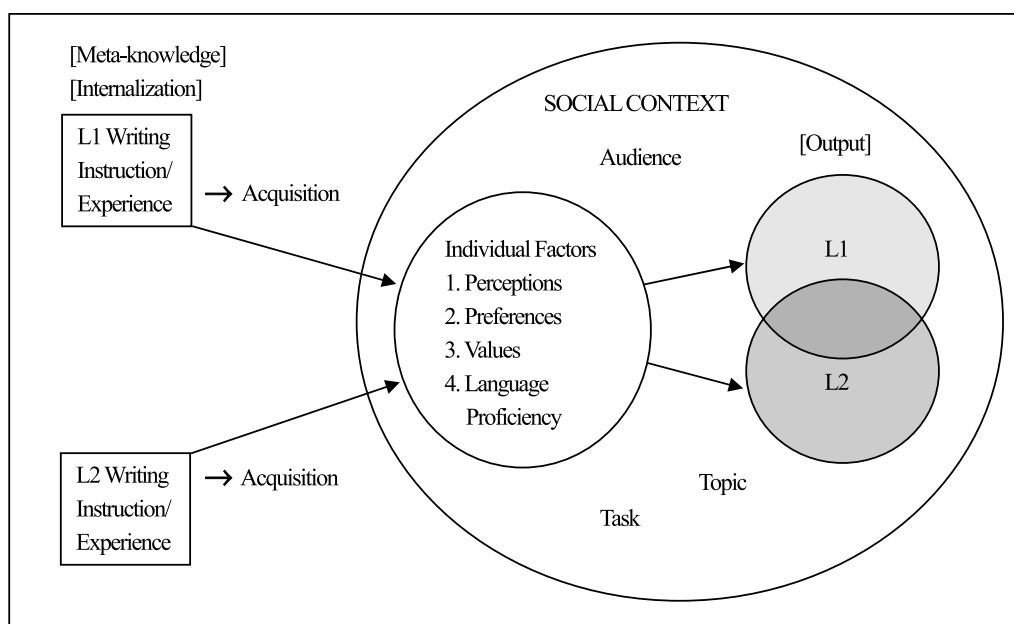 [Meta-knowledge]
[Internalization]
L1 Writing
Instruction/
Experience
→ Acquisition
L2 Writing
Instruction/
Experience
→ Acquisition
SOCIAL CONTEXT
Audience
Individual Factors
1. Perceptions
2. Preferences
3. Values
4. Language
Proficiency
[Output]
L1
L2
Topic
Task